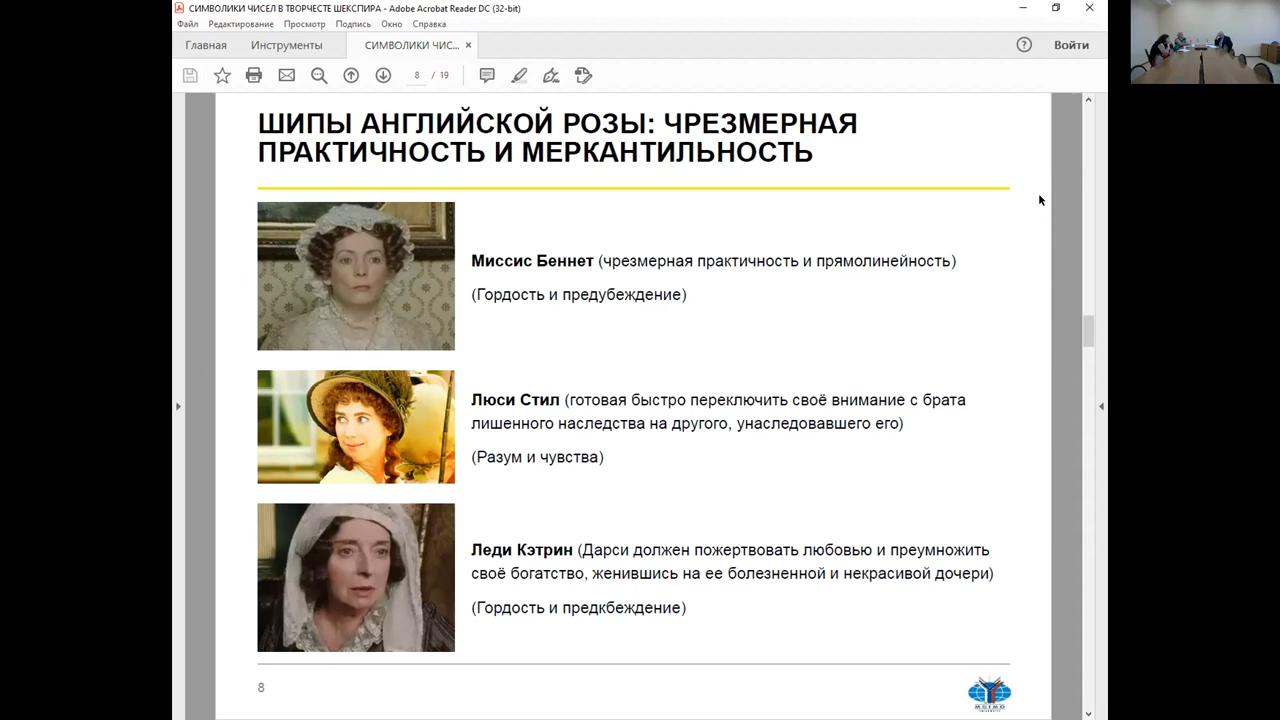 СИМВОЛИКИ ЧИСЕЛ В ТВОРЧЕСТЕ ШЕКСПИРА - Adobe Acrobat Reader DC (32-bit)
Файл Редактирование Просмотр Подпись Окно Справка
Главная Инструменты СИМВОЛИКИ ЧИС... × Войти
8 / 19
ШИПЫ АНГЛИЙСКОЙ РОЗЫ: ЧРЕЗМЕРНАЯ
ПРАКТИЧНОСТЬ И МЕРКАНТИЛЬНОСТЬ
Миссис Беннет (чрезмерная практичность и прямолинейность)
(Гордость и предубеждение)
Люси Стил (готовая быстро переключить своё внимание с брата
лишенного наследства на другого, унаследовавшего его)
(Разум и чувства)
Леди Кэтрин (Дарси должен пожертвовать любовью и преумножить
своё богатство, женившись на ее болезненной и некрасивой дочери)
(Гордость и предкбеждение)
8
MGIMO
UNIVERSITY